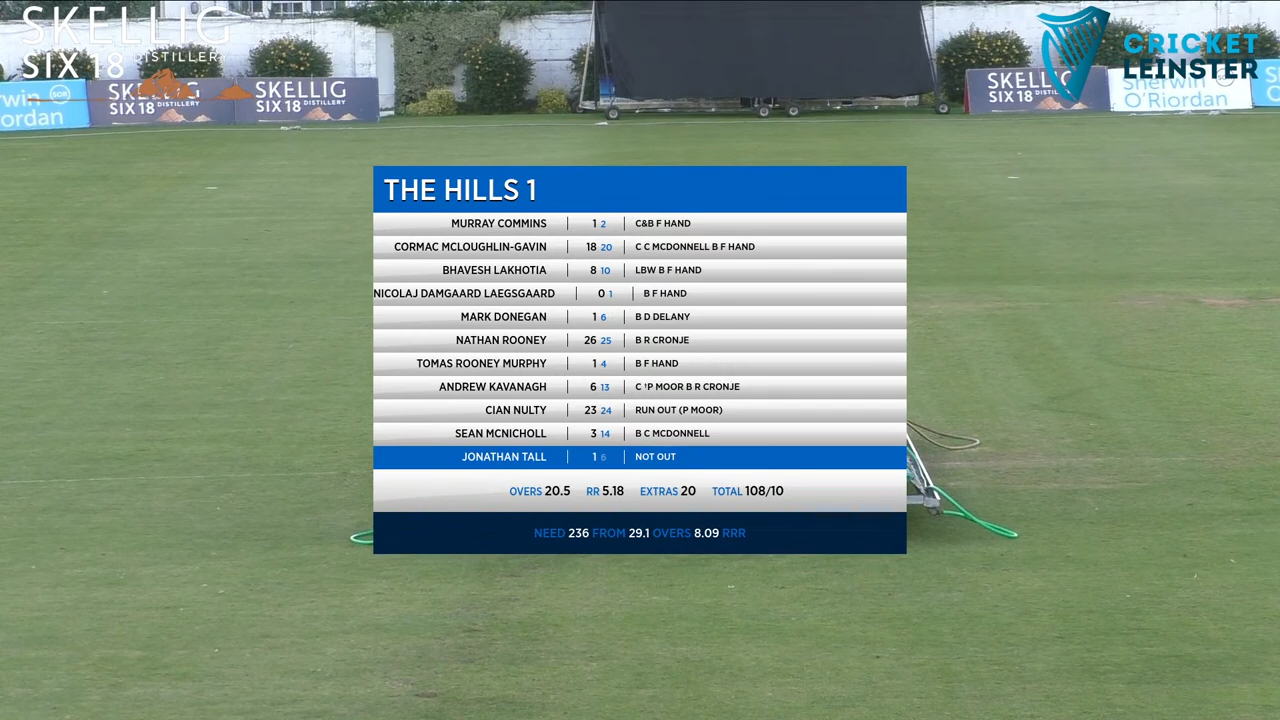 SKELLIG
SIX 18 DISTILLERY
CRICKET
LEINSTER
SKELLIG
SIX 18 DISTILLERY
SKELLIG
SIX 18 DISTILLERY
SKELLIG
SIX 18
Sherwin
O'Riordan
THE HILLS 1
MURRAY COMMINS 1 2 C&B F HAND
CORMAC MCLOUGHLIN-GAVIN 18 20 C C MCDONNELL B F HAND
BHAVESH LAKHOTIA 8 10 LBW B F HAND
NICOLAJ DAMGAARD LAEGSGAARD 0 1 B F HAND
MARK DONEGAN 1 6 B D DELANY
NATHAN ROONEY 26 25 B R CRONJE
TOMAS ROONEY MURPHY 1 4 B F HAND
ANDREW KAVANAGH 6 13 C †P MOOR B R CRONJE
CIAN NULTY 23 24 RUN OUT (P MOOR)
SEAN MCNICHOLL 3 14 B C MCDONNELL
JONATHAN TALL 1 6 NOT OUT
OVERS 20.5 RR 5.18 EXTRAS 20 TOTAL 108/10
NEED 236 FROM 29.1 OVERS 8.09 RRR